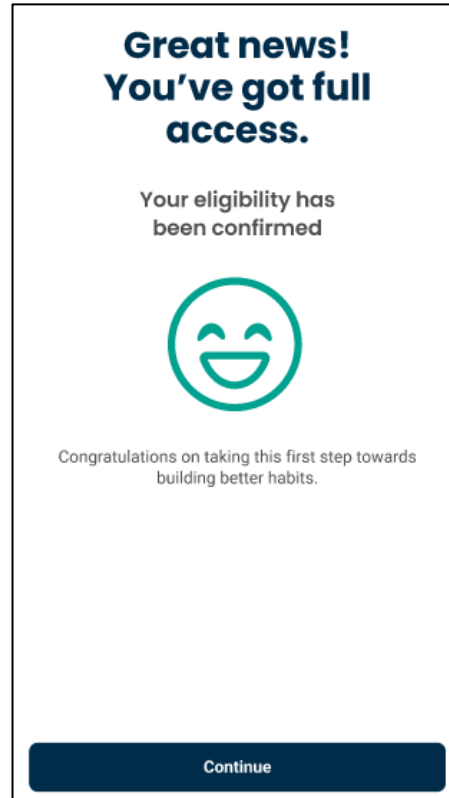 Great news!
You’ve got full
access.
Your eligibility has
been confirmed
Congratulations on taking this first step towards
building better habits.
Continue